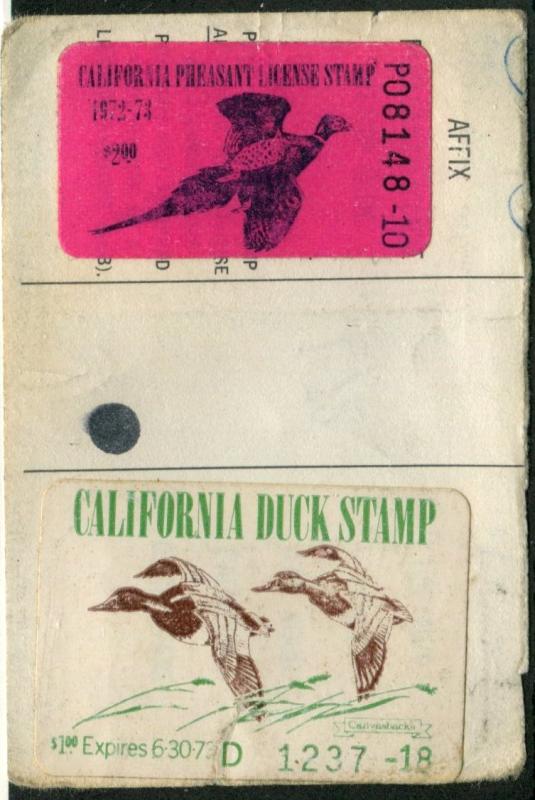 CALIFORNIA PHEASANT LICENSE STAMP
1972-73
$2.00
P08148-10
AFFIX
CALIFORNIA DUCK STAMP
Canvasbacks
$1.00 Expires 6-30-73 D 1237-18